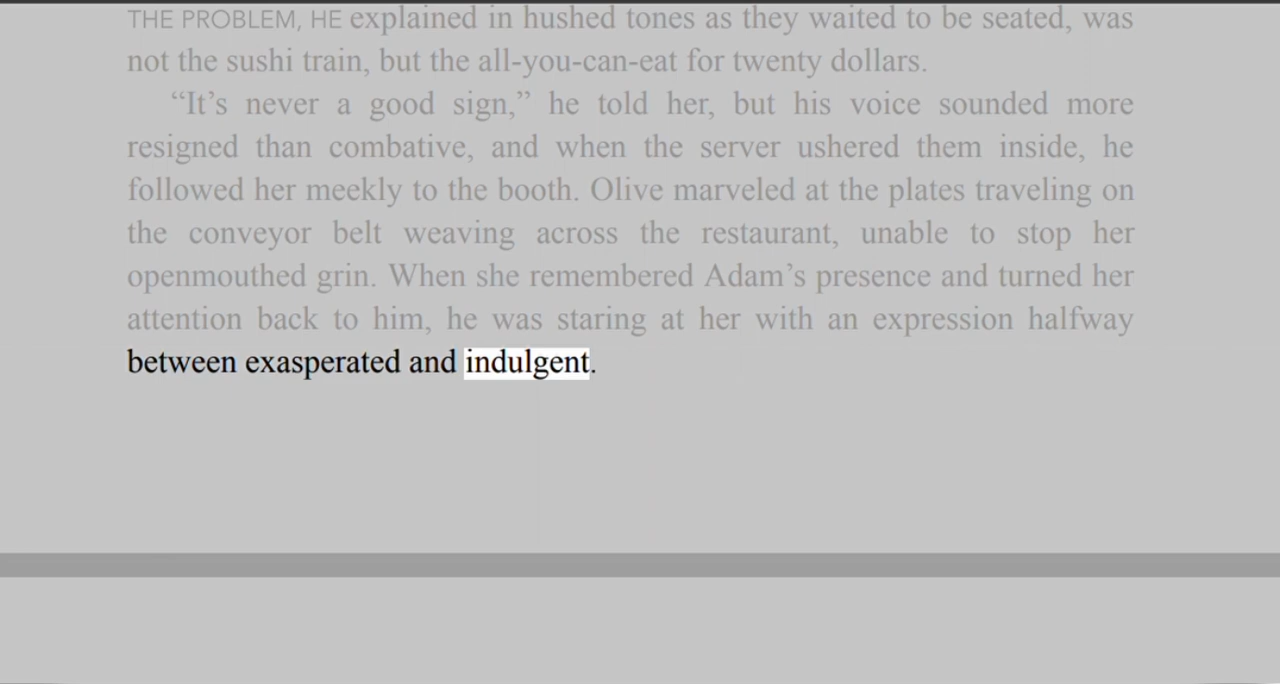 THE PROBLEM, HE explained in hushed tones as they waited to be seated, was
not the sushi train, but the all-you-can-eat for twenty dollars.
“It’s never a good sign,” he told her, but his voice sounded more
resigned than combative, and when the server ushered them inside, he
followed her meekly to the booth. Olive marveled at the plates traveling on
the conveyor belt weaving across the restaurant, unable to stop her
openmouthed grin. When she remembered Adam’s presence and turned her
attention back to him, he was staring at her with an expression halfway
between exasperated and indulgent.